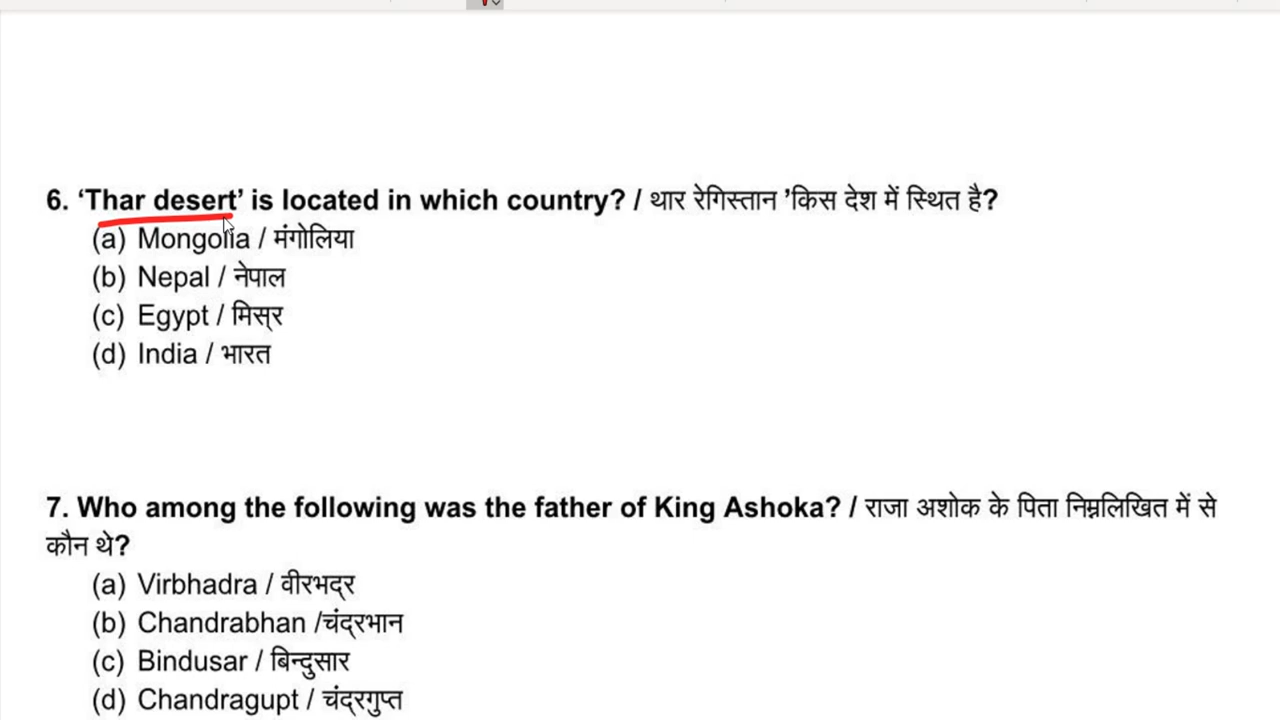 6. ‘Thar desert’ is located in which country? / थार रेगिस्तान ’किस देश में स्थित है?
(a) Mongolia / मंगोलिया
(b) Nepal / नेपाल
(c) Egypt / मिस्र
(d) India / भारत
7. Who among the following was the father of King Ashoka? / राजा अशोक के पिता निम्नलिखित में से
कौन थे?
(a) Virbhadra / वीरभद्र
(b) Chandrabhan /चंद्रभान
(c) Bindusar / बिन्दुसार
(d) Chandragupt / चंद्रगुप्त